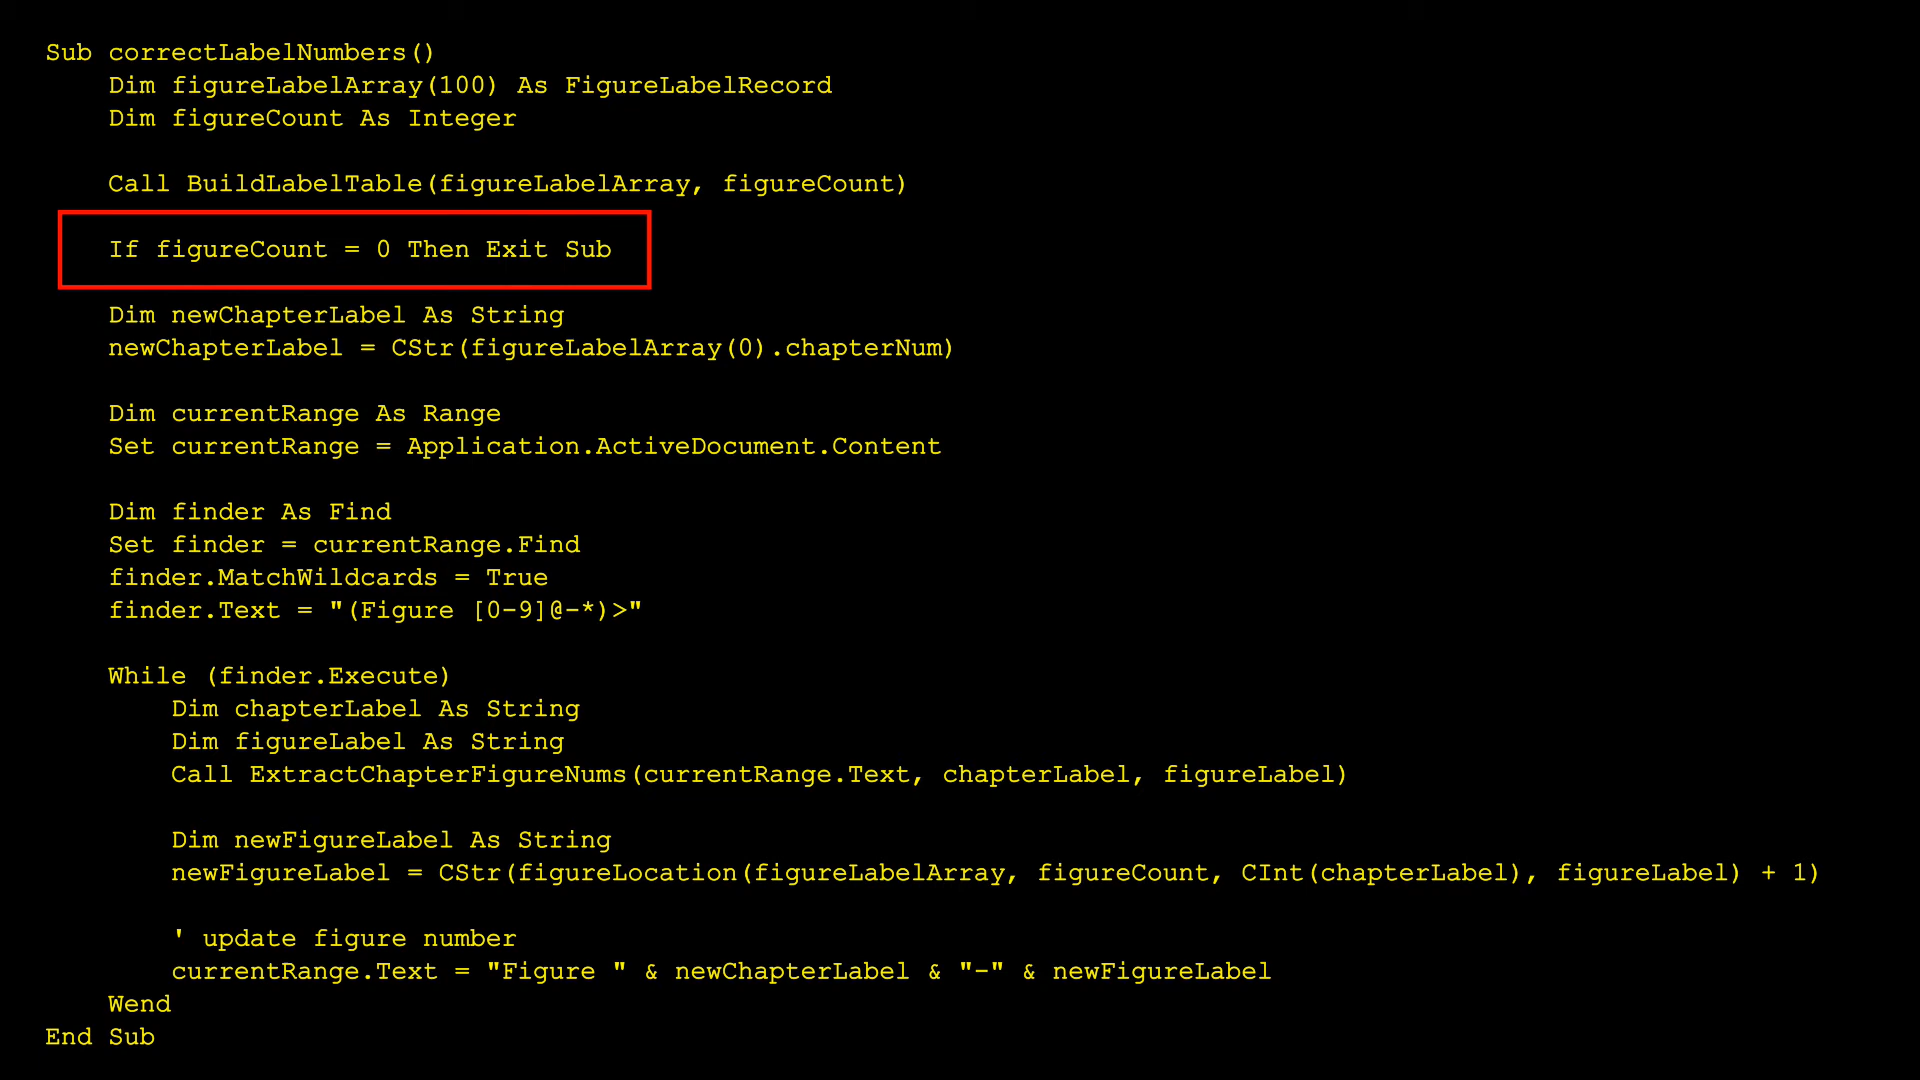 Sub correctLabelNumbers()
    Dim figureLabelArray(100) As FigureLabelRecord
    Dim figureCount As Integer

    Call BuildLabelTable(figureLabelArray, figureCount)

    If figureCount = 0 Then Exit Sub

    Dim newChapterLabel As String
    newChapterLabel = CStr(figureLabelArray(0).chapterNum)

    Dim currentRange As Range
    Set currentRange = Application.ActiveDocument.Content

    Dim finder As Find
    Set finder = currentRange.Find
    finder.MatchWildcards = True
    finder.Text = "(Figure [0-9]@-*)>"

    While (finder.Execute)
        Dim chapterLabel As String
        Dim figureLabel As String
        Call ExtractChapterFigureNums(currentRange.Text, chapterLabel, figureLabel)

        Dim newFigureLabel As String
        newFigureLabel = CStr(figureLocation(figureLabelArray, figureCount, CInt(chapterLabel), figureLabel) + 1)

        ' update figure number
        currentRange.Text = "Figure " & newChapterLabel & "-" & newFigureLabel
    Wend
End Sub